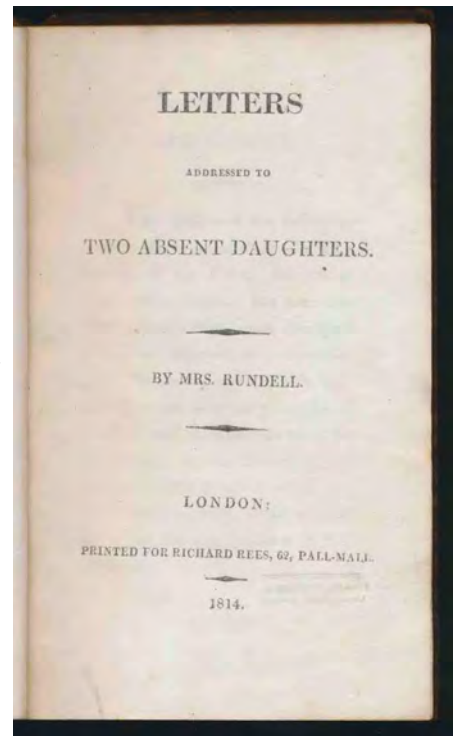 LETTERS
ADDRESSED TO
TWO ABSENT DAUGHTERS.
BY MRS. RUNDELL.
LONDON:
PRINTED FOR RICHARD REES, 62, PALL-MALL.
1814.